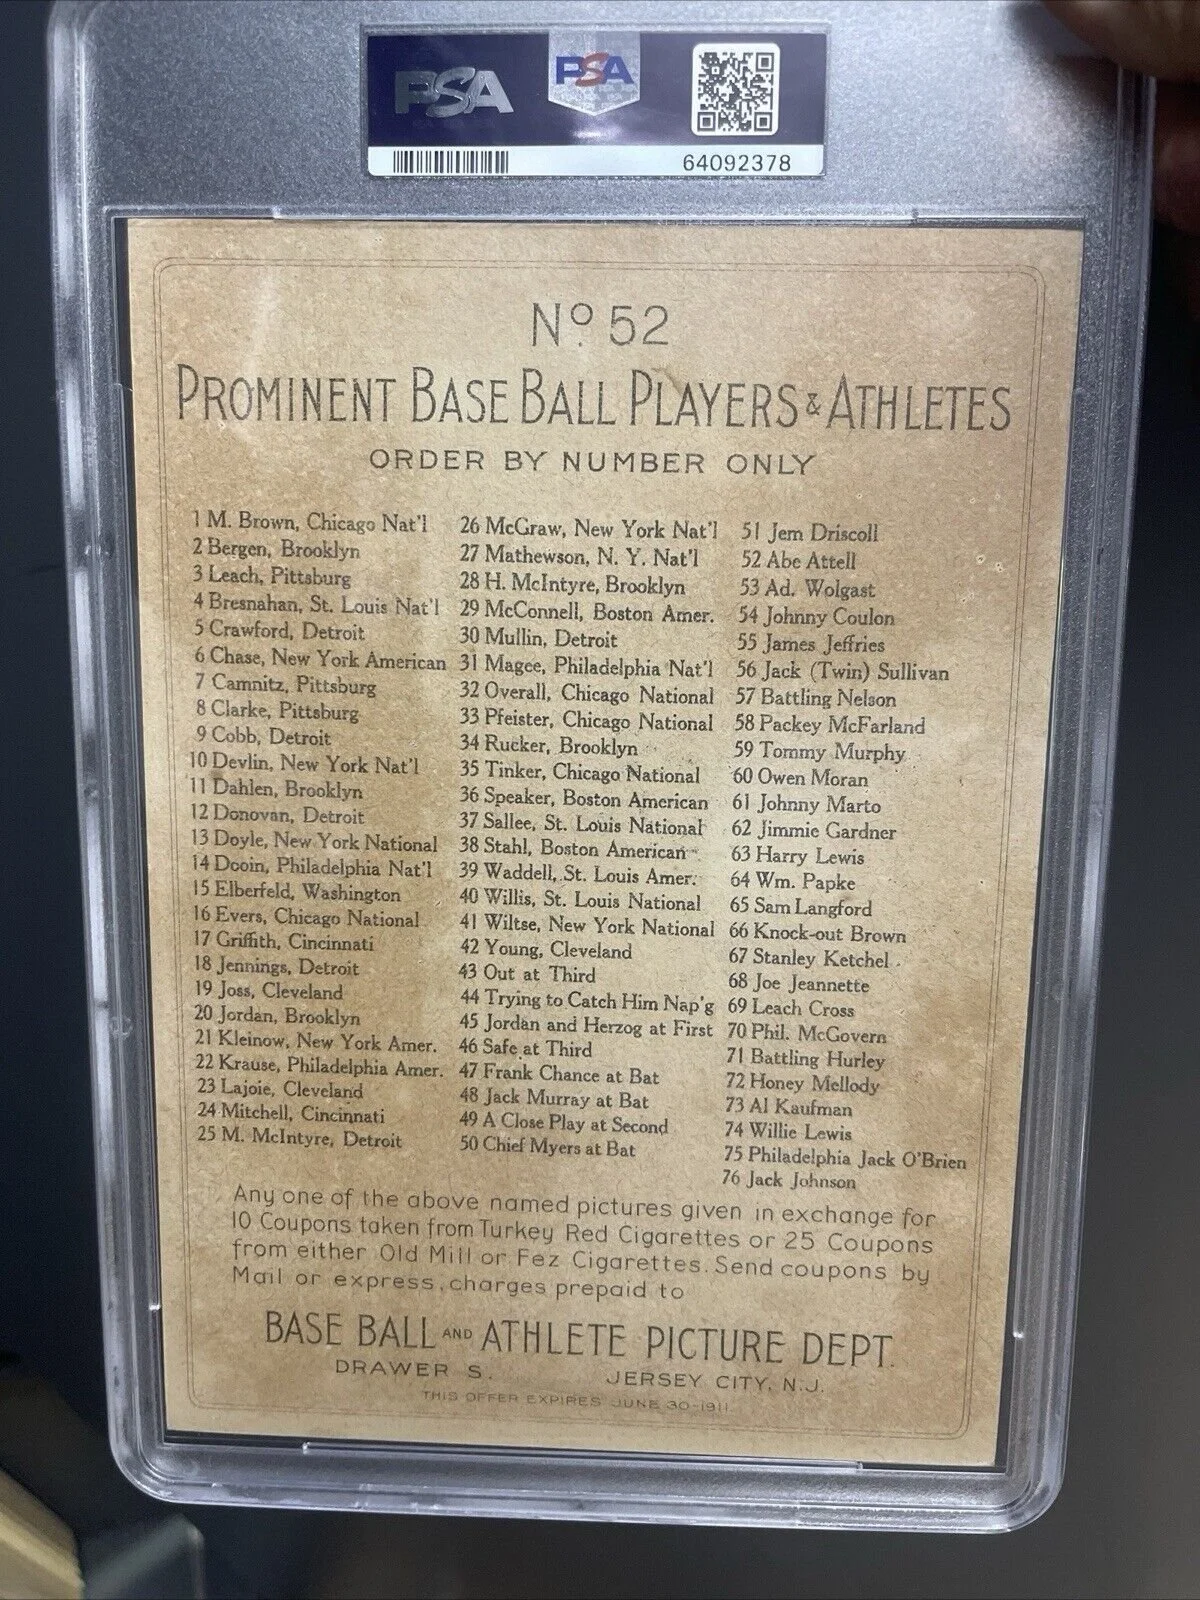 PSA
PSA
64092378
No. 52
PROMINENT BASE BALL PLAYERS & ATHLETES
ORDER BY NUMBER ONLY
1 M. Brown, Chicago Nat'l
2 Bergen, Brooklyn
3 Leach, Pittsburg
4 Bresnahan, St. Louis Nat'l
5 Crawford, Detroit
6 Chase, New York American
7 Camnitz, Pittsburg
8 Clarke, Pittsburg
9 Cobb, Detroit
10 Devlin, New York Nat'l
11 Dahlen, Brooklyn
12 Donovan, Detroit
13 Doyle, New York National
14 Dooin, Philadelphia Nat'l
15 Elberfeld, Washington
16 Evers, Chicago National
17 Griffith, Cincinnati
18 Jennings, Detroit
19 Joss, Cleveland
20 Jordan, Brooklyn
21 Kleinow, New York Amer.
22 Krause, Philadelphia Amer.
23 Lajoie, Cleveland
24 Mitchell, Cincinnati
25 M. McIntyre, Detroit
26 McGraw, New York Nat'l
27 Mathewson, N. Y. Nat'l
28 H. McIntyre, Brooklyn
29 McConnell, Boston Amer.
30 Mullin, Detroit
31 Magee, Philadelphia Nat'l
32 Overall, Chicago National
33 Pfeister, Chicago National
34 Rucker, Brooklyn
35 Tinker, Chicago National
36 Speaker, Boston American
37 Sallee, St. Louis National
38 Stahl, Boston American
39 Waddell, St. Louis Amer.
40 Willis, St. Louis National
41 Wiltse, New York National
42 Young, Cleveland
43 Out at Third
44 Trying to Catch Him Nap'g
45 Jordan and Herzog at First
46 Safe at Third
47 Frank Chance at Bat
48 Jack Murray at Bat
49 A Close Play at Second
50 Chief Myers at Bat
51 Jem Driscoll
52 Abe Attell
53 Ad. Wolgast
54 Johnny Coulon
55 James Jeffries
56 Jack (Twin) Sullivan
57 Battling Nelson
58 Packey McFarland
59 Tommy Murphy
60 Owen Moran
61 Johnny Marto
62 Jimmie Gardner
63 Harry Lewis
64 Wm. Papke
65 Sam Langford
66 Knock-out Brown
67 Stanley Ketchel
68 Joe Jeannette
69 Leach Cross
70 Phil. McGovern
71 Battling Hurley
72 Honey Mellody
73 Al Kaufman
74 Willie Lewis
75 Philadelphia Jack O'Brien
76 Jack Johnson
Any one of the above named pictures given in exchange for
10 Coupons taken from Turkey Red Cigarettes or 25 Coupons
from either Old Mill or Fez Cigarettes. Send coupons by
Mail or express, charges prepaid to
BASE BALL AND ATHLETE PICTURE DEPT.
DRAWER S. JERSEY CITY, N.J.
THIS OFFER EXPIRES JUNE 30-1911